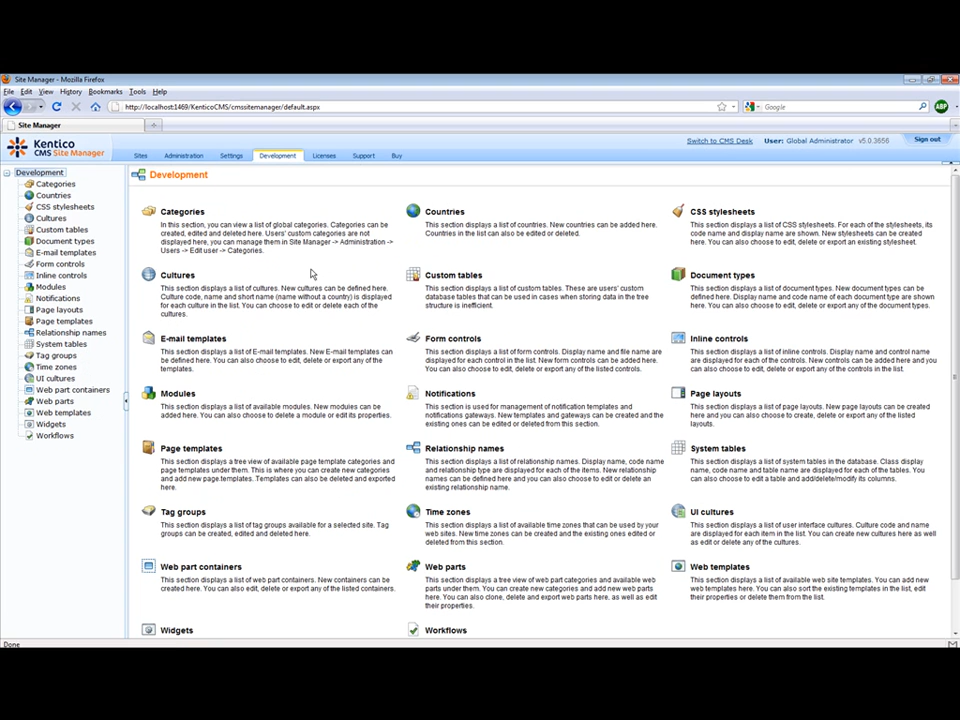 Site Manager - Mozilla Firefox
File Edit View History Bookmarks Tools Help
http://localhost:1469/KenticoCMS/cmssitemanager/default.aspx
Google
ABP
Site Manager
Kentico
CMS Site Manager
Switch to CMS Desk User: Global Administrator v5.0.3656 Sign out
Sites Administration Settings Development Licenses Support Buy
Development
Categories
Countries
CSS stylesheets
Cultures
Custom tables
Document types
E-mail templates
Form controls
Inline controls
Modules
Notifications
Page layouts
Page templates
Relationship names
System tables
Tag groups
Time zones
UI cultures
Web part containers
Web parts
Web templates
Widgets
Workflows
Development
Categories
In this section, you can view a list of global categories. Categories can be
created, edited and deleted here. Users' custom categories are not
displayed here, you can manage them in Site Manager -> Administration ->
Users -> Edit user -> Categories.
Countries
This section displays a list of countries. New countries can be added here.
Countries in the list can also be edited or deleted.
CSS stylesheets
This section displays a list of CSS stylesheets. For each of the stylesheets, its
code name and display name are shown. New stylesheets can be created
here. You can also choose to edit, delete or export an existing stylesheet.
Cultures
This section displays a list of cultures. New cultures can be defined here.
Culture code, name and short name (name without a country) is displayed
for each culture in the list. You can choose to edit or delete each of the
cultures.
Custom tables
This section displays a list of custom tables. These are users' custom
database tables that can be used in cases when storing data in the tree
structure is inefficient.
Document types
This section displays a list of document types. New document types can be
defined here. Display name and code name of each document type are
shown. You can also choose to edit, delete or export any of them.
E-mail templates
This section displays a list of E-mail templates. New E-mail templates can
be defined here. You can also choose to edit, delete or export any of the
templates.
Form controls
This section displays a list of form controls. Display name and file name are
displayed for each control in the list. New form controls can be added here.
You can also choose to edit, delete or export any of the controls.
Inline controls
This section displays a list of inline controls. Display name and control name
are displayed for each of the controls. New inline controls can be added here.
You can also choose to edit, delete or export any of the controls in the list.
Modules
This section displays a list of available modules. New modules can be
added here. You can also choose to delete a module or edit its properties.
Notifications
This section is used for management of notification templates and
notifications gateways. New templates and gateways can be created and the
existing ones can be edited or deleted from this section.
Page layouts
This section displays a list of page layouts. New page layouts can be created
here and you can also choose to create, delete or export any of the listed
layouts.
Page templates
This section displays a tree view of available page template categories and
page templates under them. This is where you can create new categories
and add new page templates. Templates can also be deleted and exported
here.
Relationship names
This section displays a list of relationship names. Display name, code name
and relationship type are displayed for each of the items. New relationship
names can be defined here and you can also choose to edit or delete an
existing relationship name.
System tables
This section displays a list of system tables in the database. Class display
name, code name and table name are displayed for each of the tables. You
can choose to edit a table and add/delete/modify its columns.
Tag groups
This section displays a list of tag groups available for a selected site. Tag
groups can be created, edited and deleted here.
Time zones
This section displays a list of available time zones that can be used by your
web sites. New time zones can be created and the existing ones edited or
deleted from this section.
UI cultures
This section displays a list of user interface cultures. Culture code and name
are displayed for each item in the list. You can create new cultures here as well
as edit or delete any of the cultures.
Web part containers
This section displays a list of web part containers. New containers can be
created here. You can also edit, delete or export any of the listed containers.
Web parts
This section displays a tree view of web part categories and available web
parts under them. You can create new categories and add new web parts
here. You can also clone, delete and export web parts here, as well as edit
their properties.
Web templates
This section displays a list of available web site templates. You can add new
web templates here. You can also sort the existing templates in the list, edit
their properties or delete them from the list.
Widgets
Workflows
Done